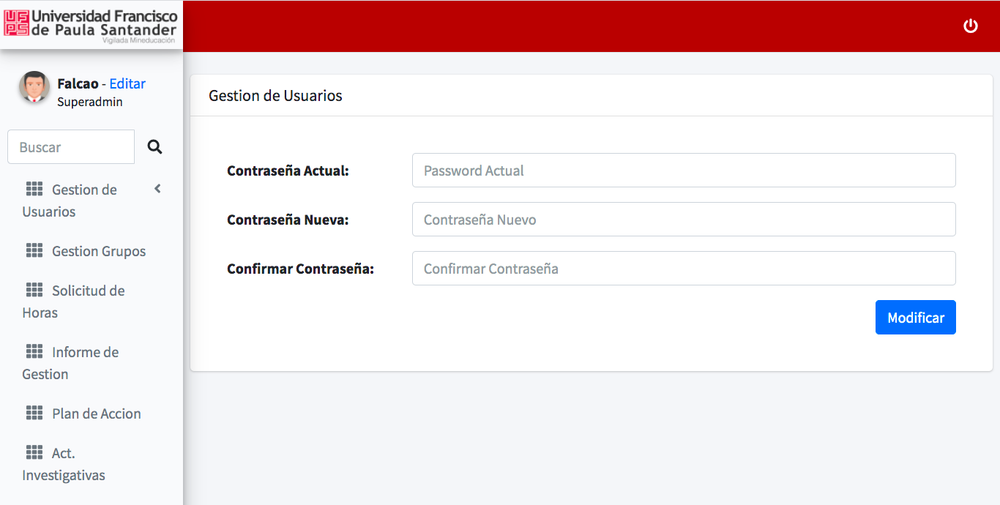 UFPS
Universidad Francisco
de Paula Santander
Vigilada Mineducación
Falcao - Editar
Superadmin
Buscar
Gestion de
Usuarios
Gestion Grupos
Solicitud de
Horas
Informe de
Gestion
Plan de Accion
Act.
Investigativas
Gestion de Usuarios
Contraseña Actual:
Password Actual
Contraseña Nueva:
Contraseña Nuevo
Confirmar Contraseña:
Confirmar Contraseña
Modificar